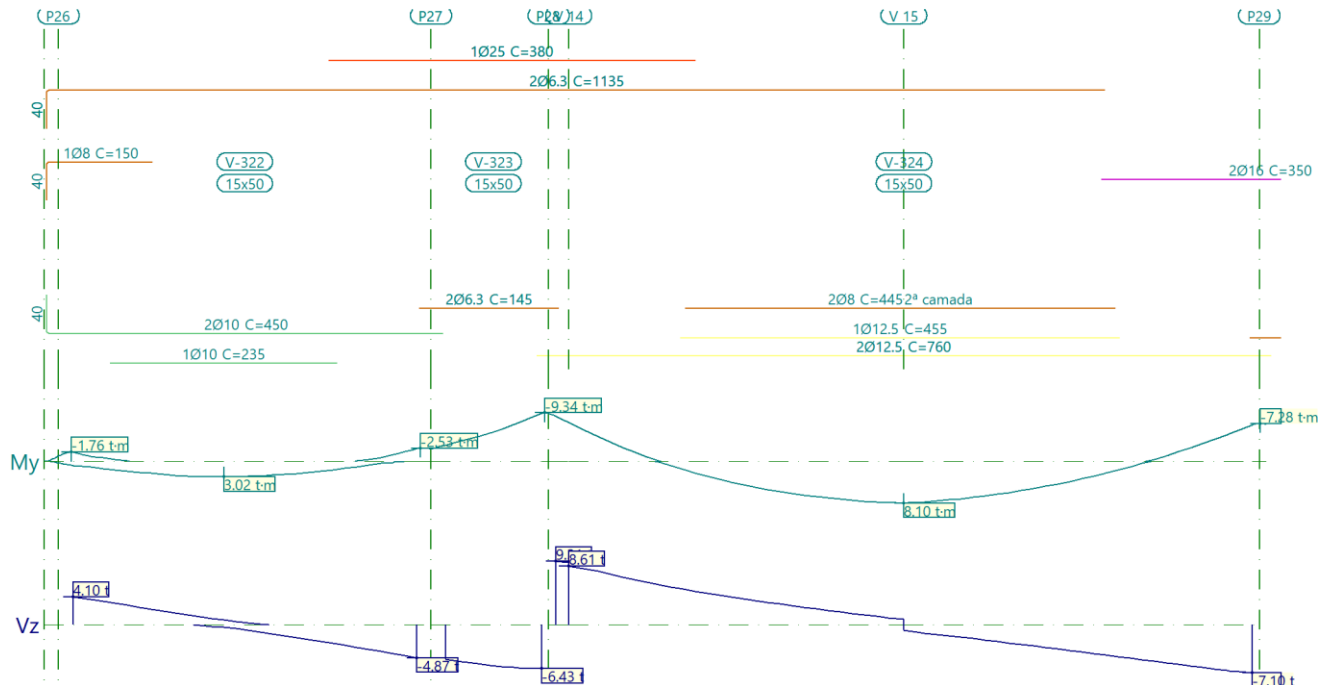 P26
P27
P28
V 14
V 15
P29
1Ø25 C=380
2Ø6.3 C=1135
40
1Ø8 C=150
40
V-322
15x50
V-323
15x50
V-324
15x50
2Ø16 C=350
40
2Ø6.3 C=145
2Ø8 C=445 2ª camada
2Ø10 C=450
1Ø12.5 C=455
1Ø10 C=235
2Ø12.5 C=760
-9.34 t·m
-7.28 t·m
-1.76 t·m
-2.53 t·m
My
3.02 t·m
8.10 t·m
8.61 t
4.10 t
Vz
-4.87 t
-6.43 t
-7.10 t